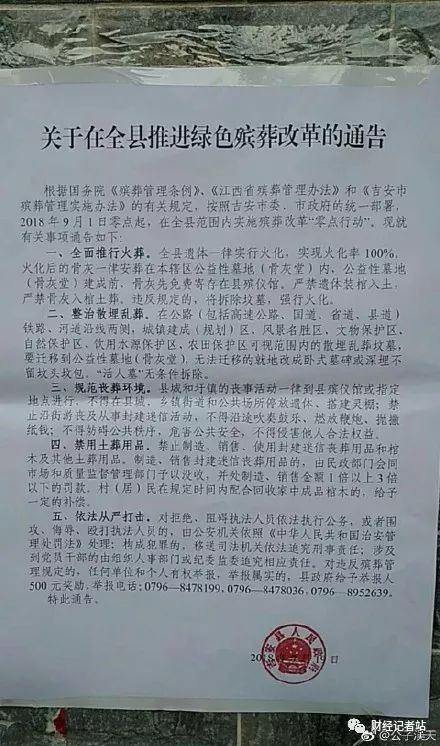 关于在全县推进绿色殡葬改革的通告
根据国务院《殡葬管理条例》、《江西省殡葬管理办法》和《吉安市
殡葬管理实施办法》的有关规定，按照吉安市委、市政府的统一部署，
2018年9月1日零点起，在全县范围内实施殡葬改革“零点行动”。现就
有关事项通告如下：
一、全面推行火葬。全县遗体一律实行火化，实现火化率100%，
火化后的骨灰一律安葬在本辖区公益性墓地（骨灰堂）内，公益性墓地
（骨灰堂）建成前，骨灰先免费寄存在县殡仪馆。严禁遗体装棺入土，
严禁骨灰入棺土葬。违反规定的，将拆除坟墓，强行火化。
二、整治散埋乱葬。在公路（包括高速公路、国道、省道、县道）
铁路、河道沿线两侧，城镇建成（规划）区，风景名胜区、文物保护区、
自然保护区、饮用水源保护区、农田保护区可视范围内的散埋乱葬坟墓，
要迁移到公益性墓地（骨灰堂），无法迁移的就地改成卧式墓碑或深埋不
留坟头坟包。“活人墓”无条件拆除。
三、规范丧葬环境。县城和圩镇的丧事活动一律到县殡仪馆或指定
地点进行，不得在县城、乡镇街道和公共场所停放遗体、搭建灵棚；禁
止沿街游丧及从事封建迷信活动，不得沿途吹奏鼓乐、燃放鞭炮、抛撒
纸钱；不得妨碍公共秩序，危害公共安全，不得侵害他人合法权益。
四、禁用土葬用品。禁止制造、销售、使用封建迷信丧葬用品和棺
木及其他土葬用品。制造、销售封建迷信丧葬用品的，由民政部门会同
市场和质量监督管理部门予以没收，并处制造、销售金额1倍以上3倍
以下的罚款。村（居）民在规定时间内配合回收家中成品棺木的，给予
一定的补偿。
五、依法从严打击。对拒绝、阻碍执法人员依法执行公务，或者围
攻、侮辱、殴打执法人员的，由公安机关依照《中华人民共和国治安管
理处罚法》处理；构成犯罪的，移送司法机关依法追究刑事责任；涉及
到党员干部的由组织人事部门或纪委监委追究相应责任。对违反殡葬管
理规定的，任何单位和个人有权举报，举报属实的，县政府给予举报人
500元奖励，举报电话：0796—8478199、0796—8478036、0796—8952639。
特此通告。
吉安县人民政府
日
财经记者站
@公子漠天